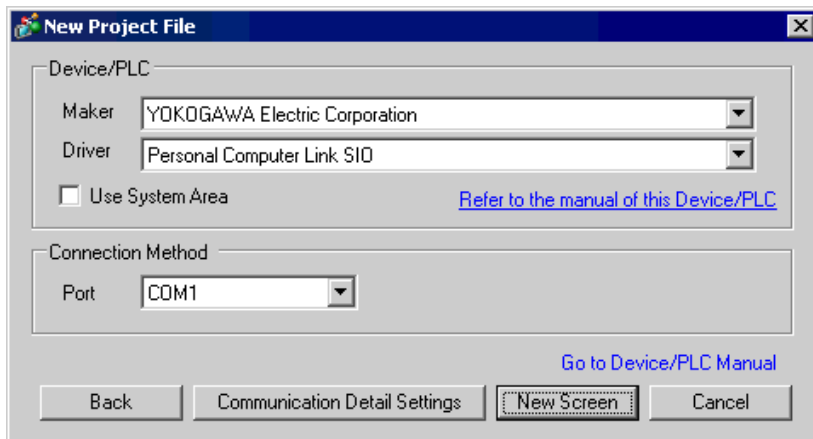 New Project File
Device/PLC
Maker YOKOGAWA Electric Corporation
Driver Personal Computer Link SIO
Use System Area Refer to the manual of this Device/PLC
Connection Method
Port COM1
Go to Device/PLC Manual
Back Communication Detail Settings New Screen Cancel